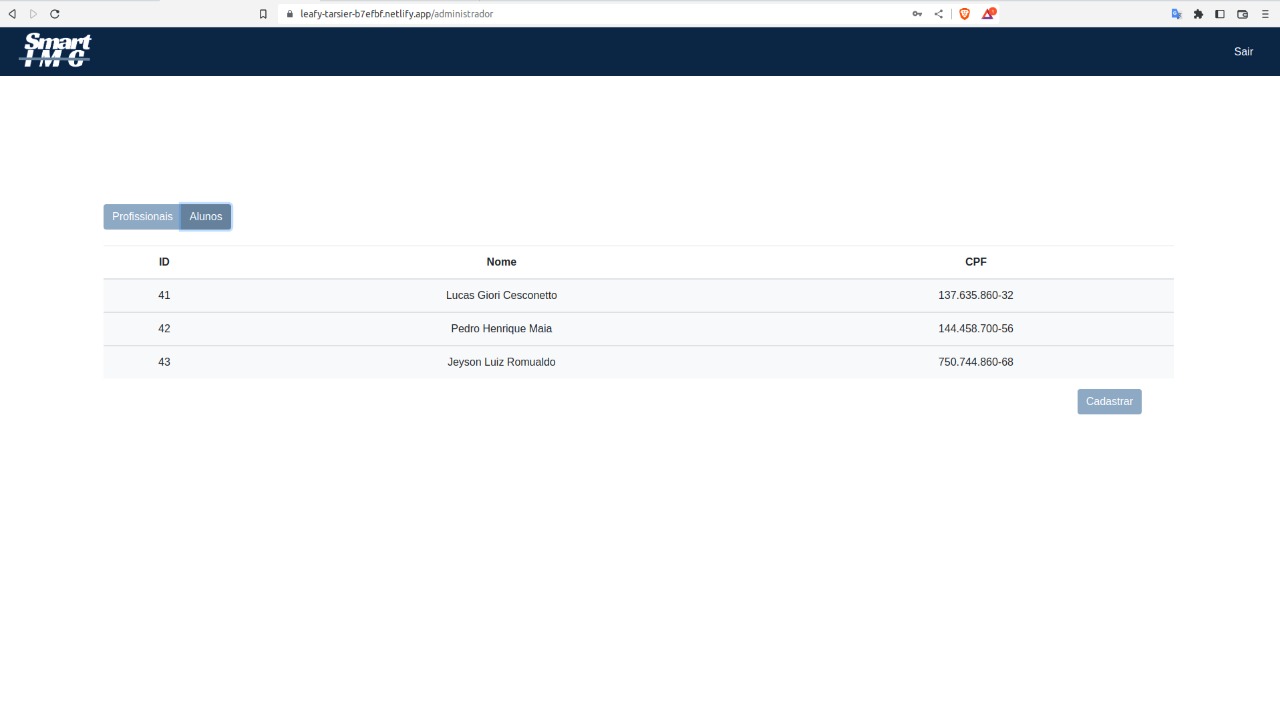 leafy-tarsier-b7efbf.netlify.app/administrador
Smart
IMC
Sair
Profissionais Alunos
ID Nome CPF
41 Lucas Giori Cesconetto 137.635.860-32
42 Pedro Henrique Maia 144.458.700-56
43 Jeyson Luiz Romualdo 750.744.860-68
Cadastrar